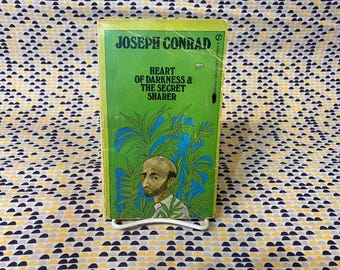 JOSEPH CONRAD
HEART
OF DARKNESS &
THE SECRET
SHARER